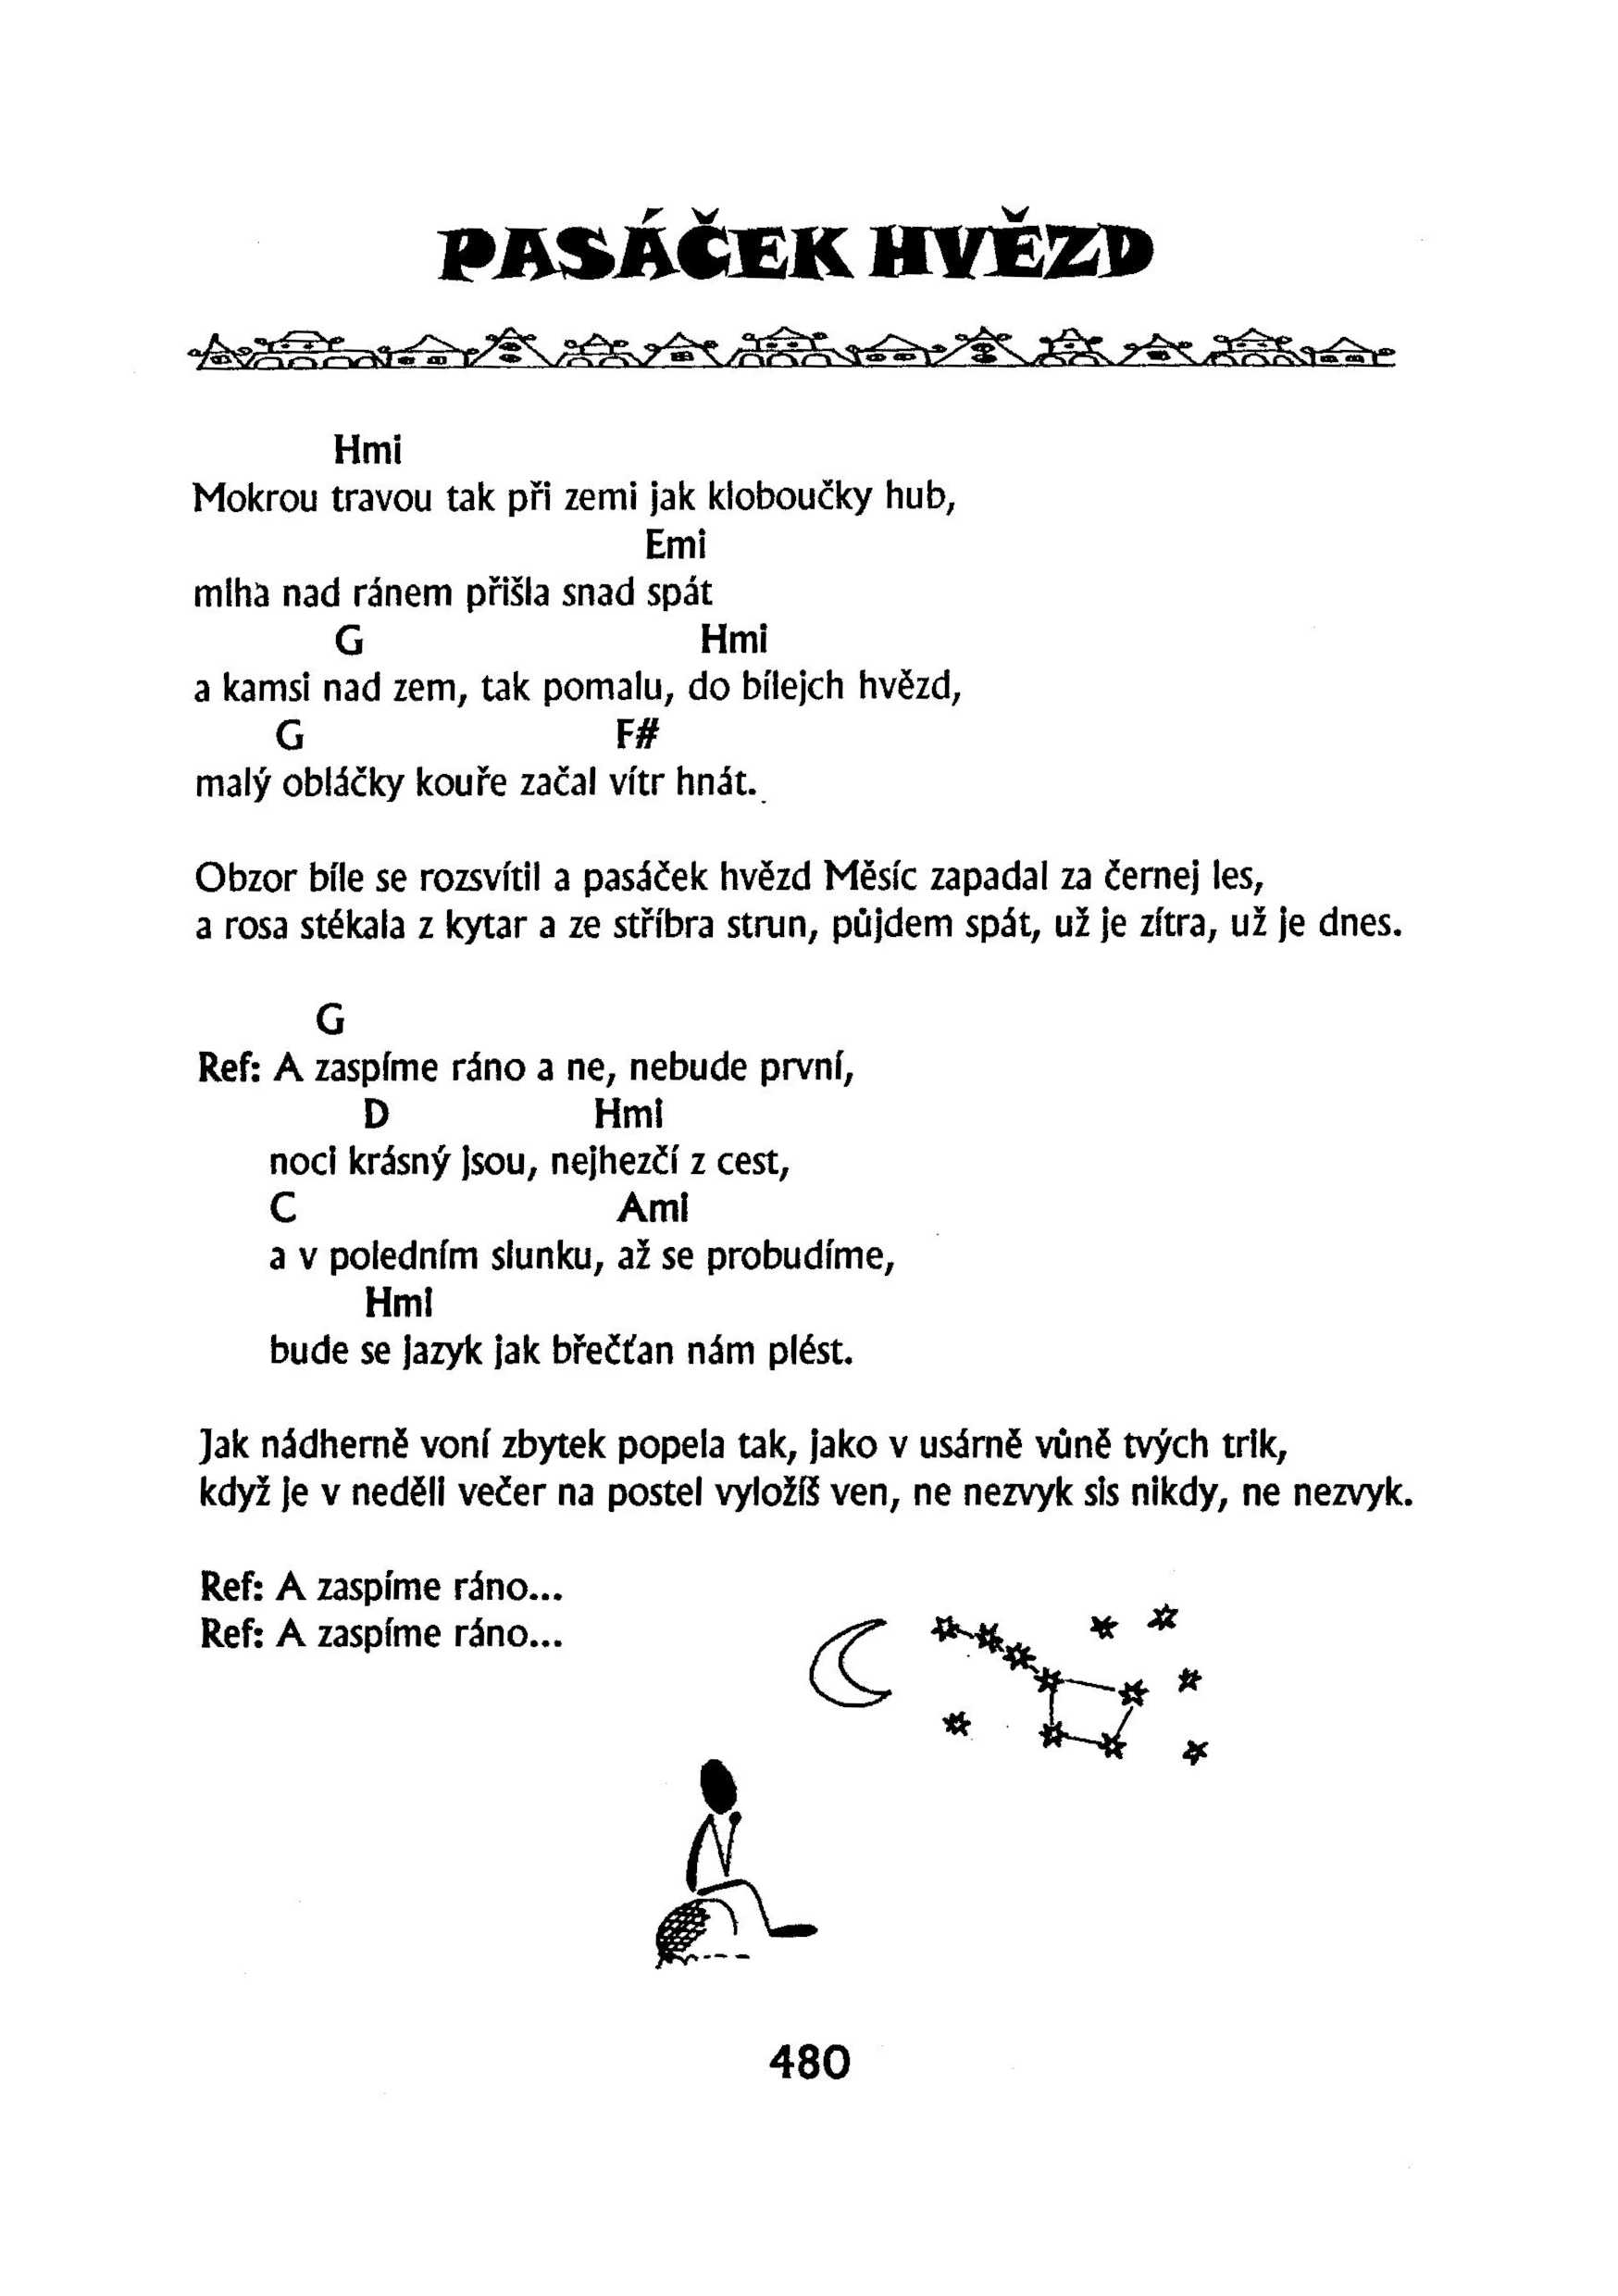 PASÁČEK HVĚZD
Hmi
Mokrou travou tak při zemi jak kloboučky hub,
Emi
mlha nad ránem přišla snad spát
G Hmi
a kamsi nad zem, tak pomalu, do bílejch hvězd,
G F#
malý obláčky kouře začal vítr hnát.
Obzor bíle se rozsvítil a pasáček hvězd Měsíc zapadal za černej les,
a rosa stékala z kytar a ze stříbra strun, půjdem spát, už je zítra, už je dnes.
G
Ref: A zaspíme ráno a ne, nebude první,
D Hmi
noci krásný jsou, nejhezčí z cest,
C Ami
a v poledním slunku, až se probudíme,
Hmi
bude se jazyk jak břečťan nám plést.
Jak nádherně voní zbytek popela tak, jako v usárně vůně tvých trik,
když je v neděli večer na postel vyložíš ven, ne nezvyk sis nikdy, ne nezvyk.
Ref: A zaspíme ráno...
Ref: A zaspíme ráno...
480